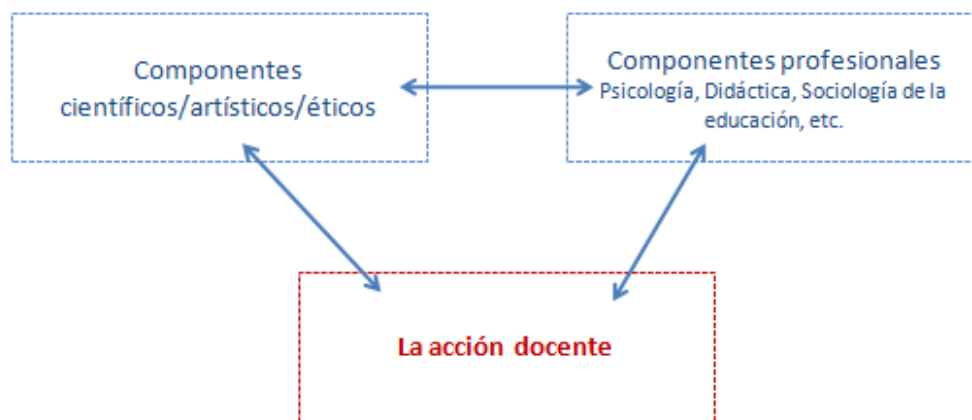 Componentes
científicos/artísticos/éticos
Componentes profesionales
Psicología, Didáctica, Sociología de la
educación, etc.
La acción docente